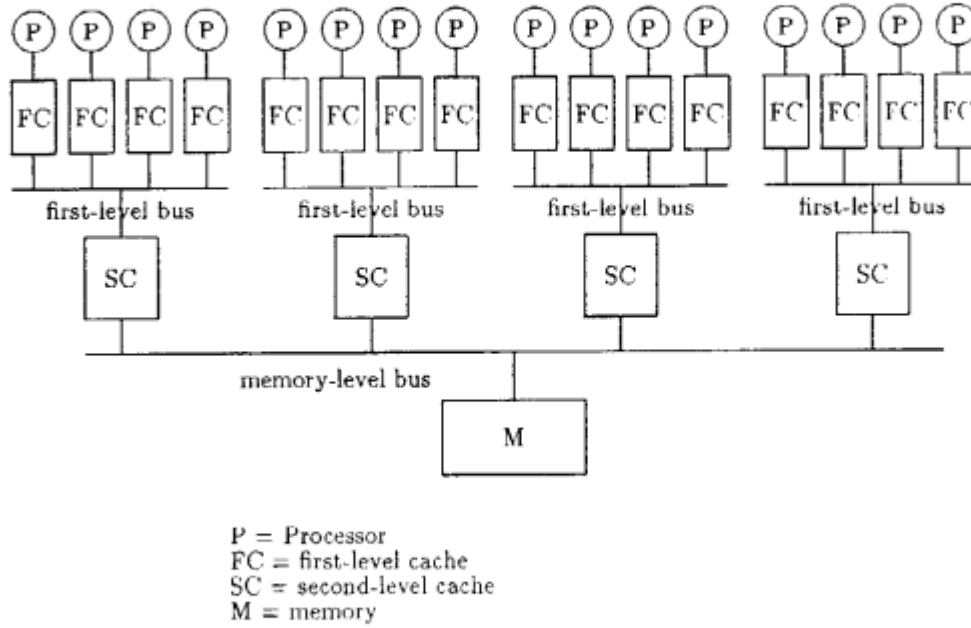 P P P P P P P P P P P P P P P P
FC FC FC FC FC FC FC FC FC FC FC FC FC FC FC FC
first-level bus first-level bus first-level bus first-level bus
SC SC SC SC
memory-level bus
M
P = Processor
FC = first-level cache
SC = second-level cache
M = memory